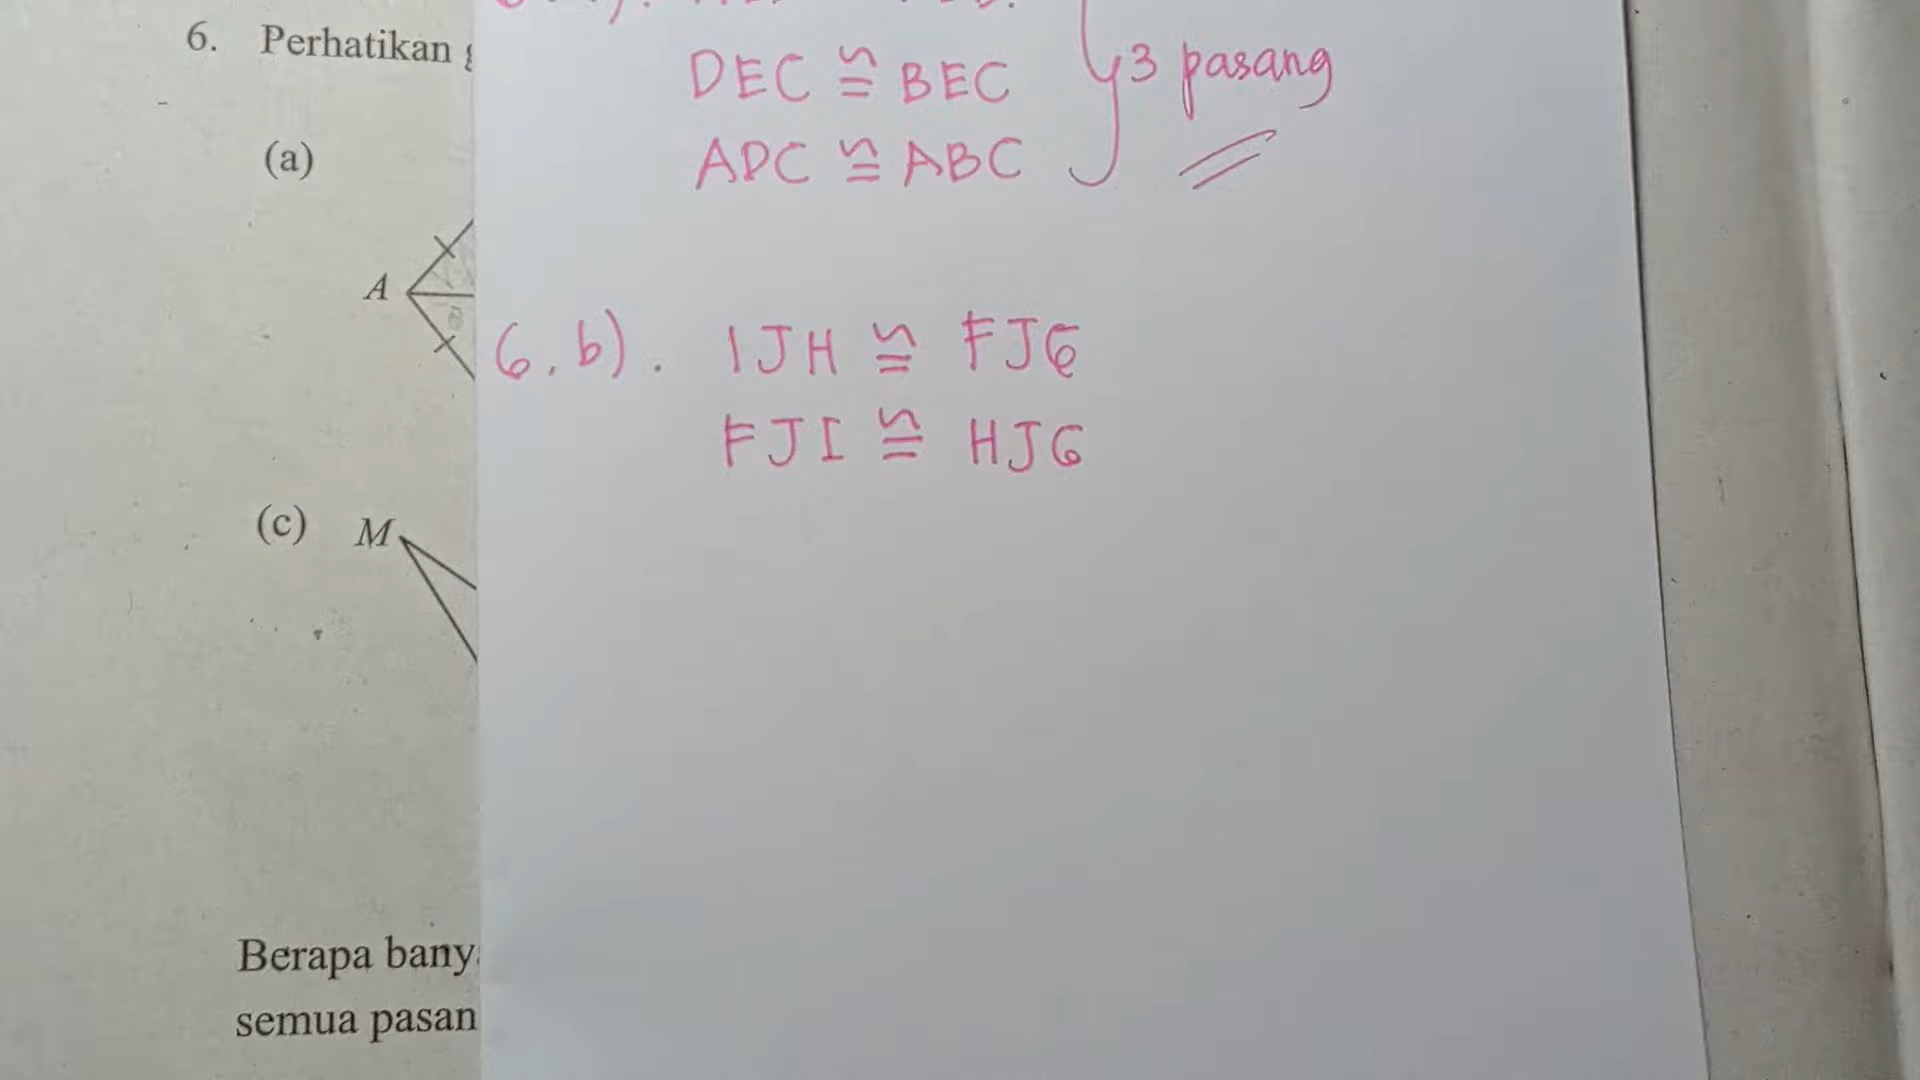 6. Perhatikan
DEC ≅ BEC
3 pasang
(a)
ADC ≅ ABC
A
6.b). IJH ≅ FJG
FJI ≅ HJG
(c) M
Berapa bany
semua pasan